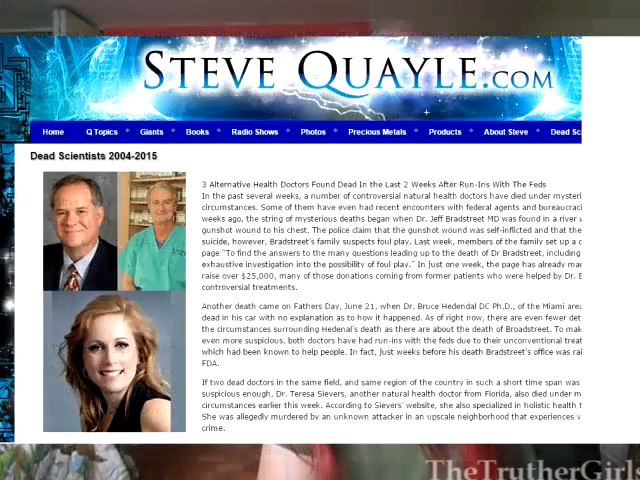 STEVE QUAYLE.COM
Home Q Topics Giants Books Radio Shows Photos Precious Metals Products About Steve Dead Sc
Dead Scientists 2004-2015
3 Alternative Health Doctors Found Dead In the Last 2 Weeks After Run-Ins With The Feds
In the past several weeks, a number of controversial natural health doctors have died under mysteri
circumstances. Some of them have even had recent encounters with federal agents and bureaucraci
weeks ago, the string of mysterious deaths began when Dr. Jeff Bradstreet MD was found in a river w
gunshot wound to his chest. The police claim that the gunshot wound was self-inflicted and that the
suicide, however, Bradstreet's family suspects foul play. Last week, members of the family set up a c
page "To find the answers to the many questions leading up to the death of Dr Bradstreet, including
exhaustive investigation into the possibility of foul play." In just one week, the page has already mar
raise over $25,000, many of those donations coming from former patients who were helped by Dr. B
controversial treatments.
Another death came on Fathers Day, June 21, when Dr. Bruce Hedendal DC Ph.D., of the Miami area
dead in his car with no explanation as to how it happened. As of right now, there are even fewer det
the circumstances surrounding Hedenal's death as there are about the death of Broadstreet. To mak
even more suspicious, both doctors have had run-ins with the feds due to their unconventional treat
which had been known to help people. In fact, just weeks before his death Bradstreet's office was rai
FDA.
If two dead doctors in the same field, and same region of the country in such a short time span was
suspicious enough, Dr. Teresa Sievers, another natural health doctor from Florida, also died under m
circumstances earlier this week. According to Sievers' website, she also specialized in holistic health t
She was allegedly murdered by an unknown attacker in an upscale neighborhood that experiences v
crime.
TheTrutherGirls